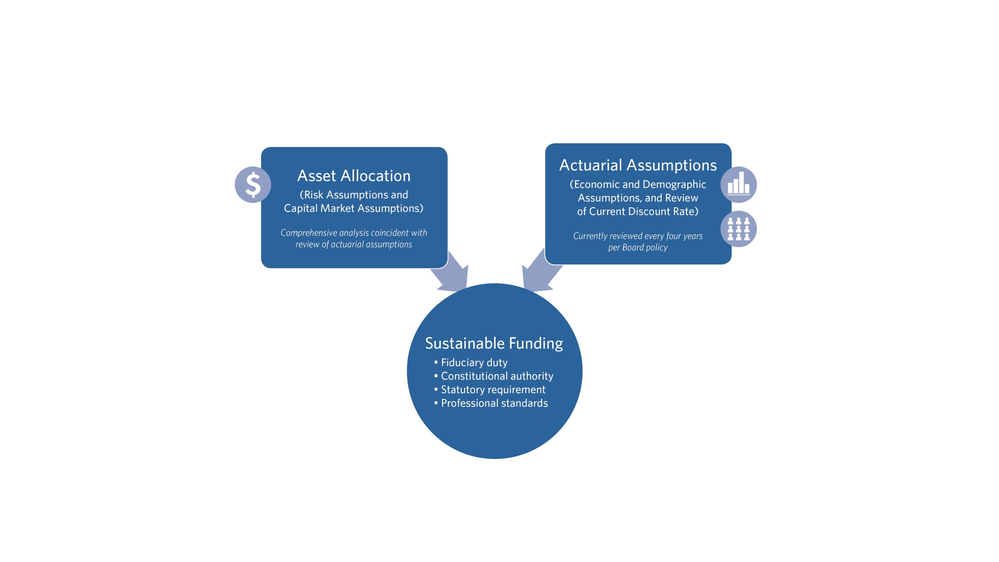 Asset Allocation
(Risk Assumptions and
Capital Market Assumptions)
Comprehensive analysis coincident with
review of actuarial assumptions
Actuarial Assumptions
(Economic and Demographic
Assumptions, and Review
of Current Discount Rate)
Currently reviewed every four years
per Board policy
Sustainable Funding
• Fiduciary duty
• Constitutional authority
• Statutory requirement
• Professional standards